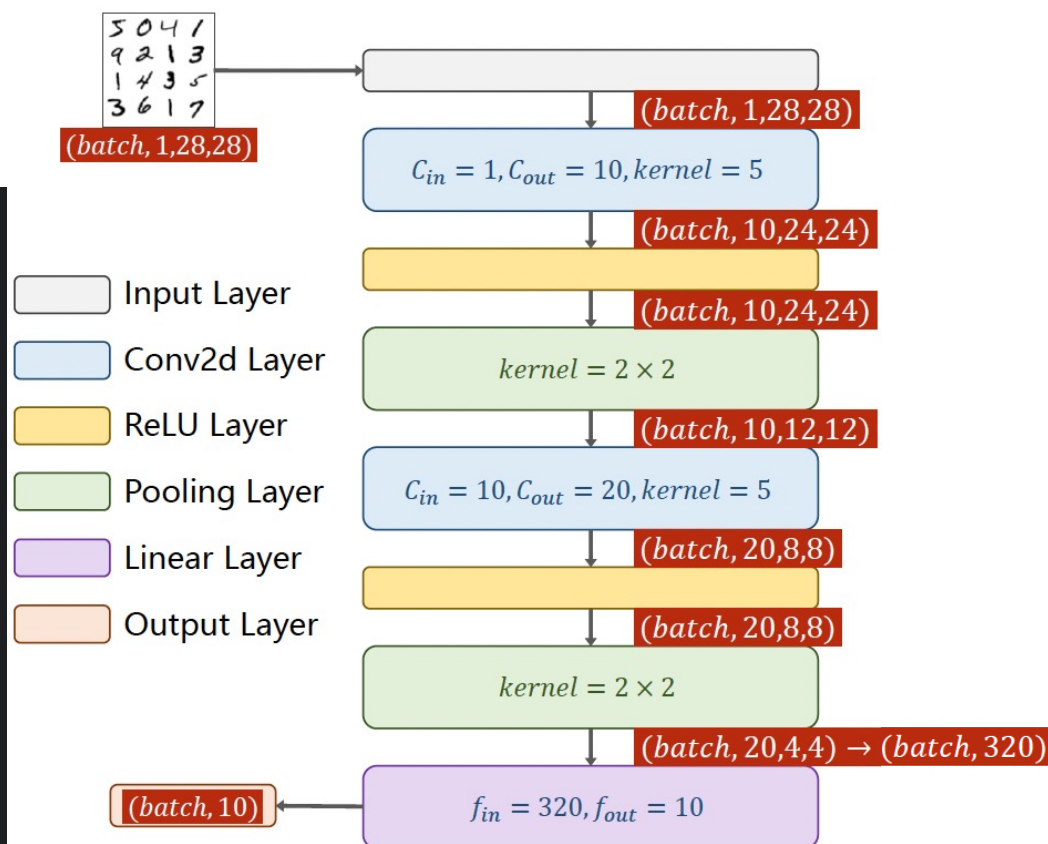 5 0 4 1
9 2 1 3
1 4 3 5
3 6 1 7
(batch, 1,28,28)
(batch, 1,28,28)
C_in = 1, C_out = 10, kernel = 5
(batch, 10,24,24)
(batch, 10,24,24)
kernel = 2 × 2
(batch, 10,12,12)
C_in = 10, C_out = 20, kernel = 5
(batch, 20,8,8)
(batch, 20,8,8)
kernel = 2 × 2
(batch, 20,4,4) → (batch, 320)
f_in = 320, f_out = 10
(batch, 10)
Input Layer
Conv2d Layer
ReLU Layer
Pooling Layer
Linear Layer
Output Layer